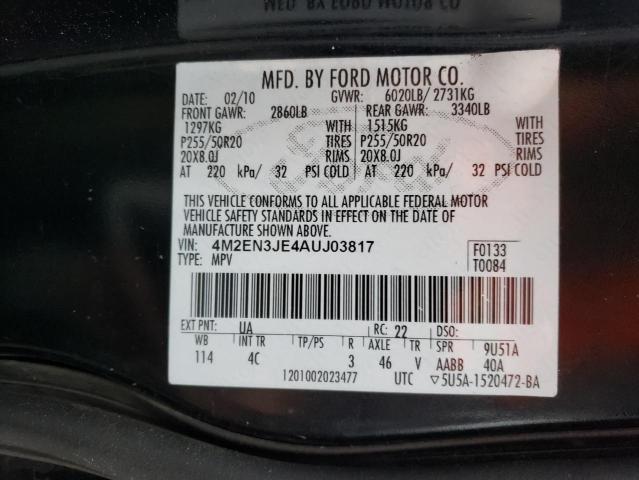 MFD. BY FORD MOTOR CO.
MFD. BY FORD MOTOR CO.
DATE: 02/10 GVWR: 6020LB/ 2731KG
FRONT GAWR: 2860LB REAR GAWR: 3340LB
1297KG WITH 1515KG WITH
P255/50R20 TIRES P255/50R20 TIRES
20X8.0J RIMS 20X8.0J RIMS
AT 220 kPa/ 32 PSI COLD AT 220 kPa/ 32 PSI COLD
THIS VEHICLE CONFORMS TO ALL APPLICABLE FEDERAL MOTOR
VEHICLE SAFETY STANDARDS IN EFFECT ON THE DATE OF
MANUFACTURE SHOWN ABOVE.
VIN: 4M2EN3JE4AUJ03817 F0133
TYPE: MPV T0084
EXT PNT: UA RC: 22 DSO:
WB INT TR TP/PS R AXLE TR SPR 9U51A
114 4C 3 46 V AABB 40A
1201002023477 UTC ▽5U5A-1520472-BA